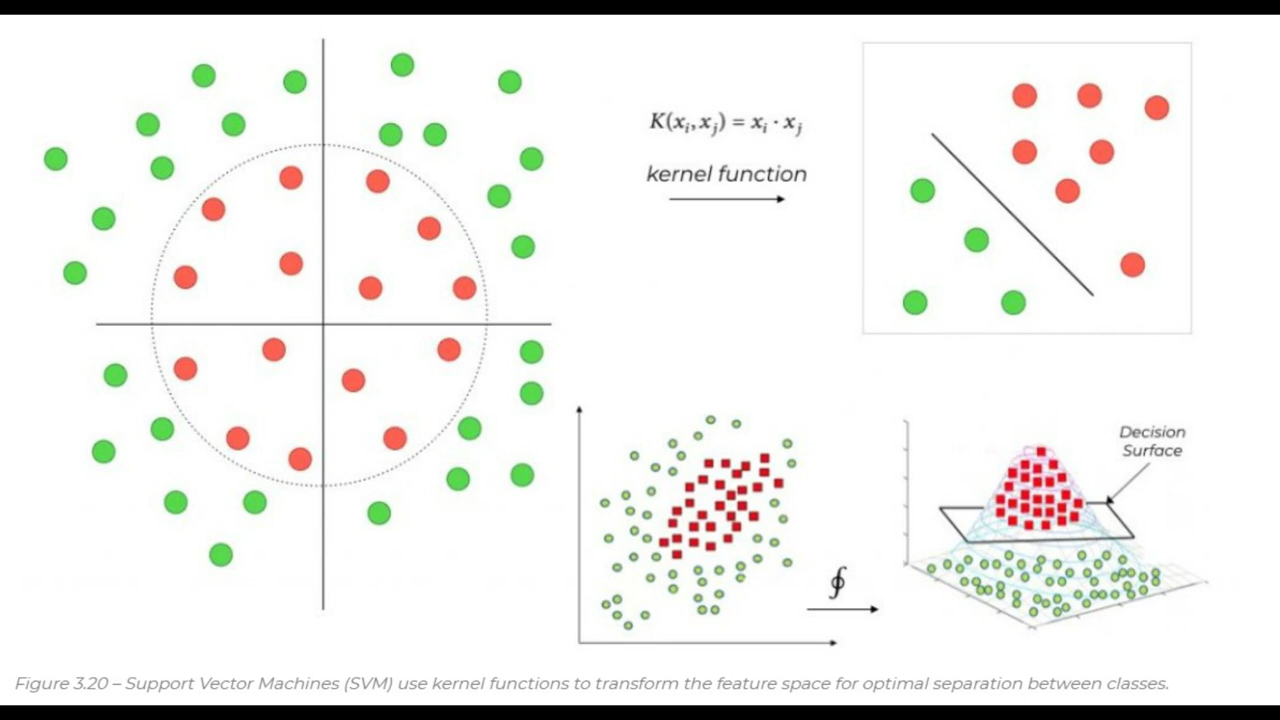 K(xᵢ, xⱼ) = xᵢ · xⱼ
kernel function
Decision
Surface
∮
Figure 3.20 – Support Vector Machines (SVM) use kernel functions to transform the feature space for optimal separation between classes.